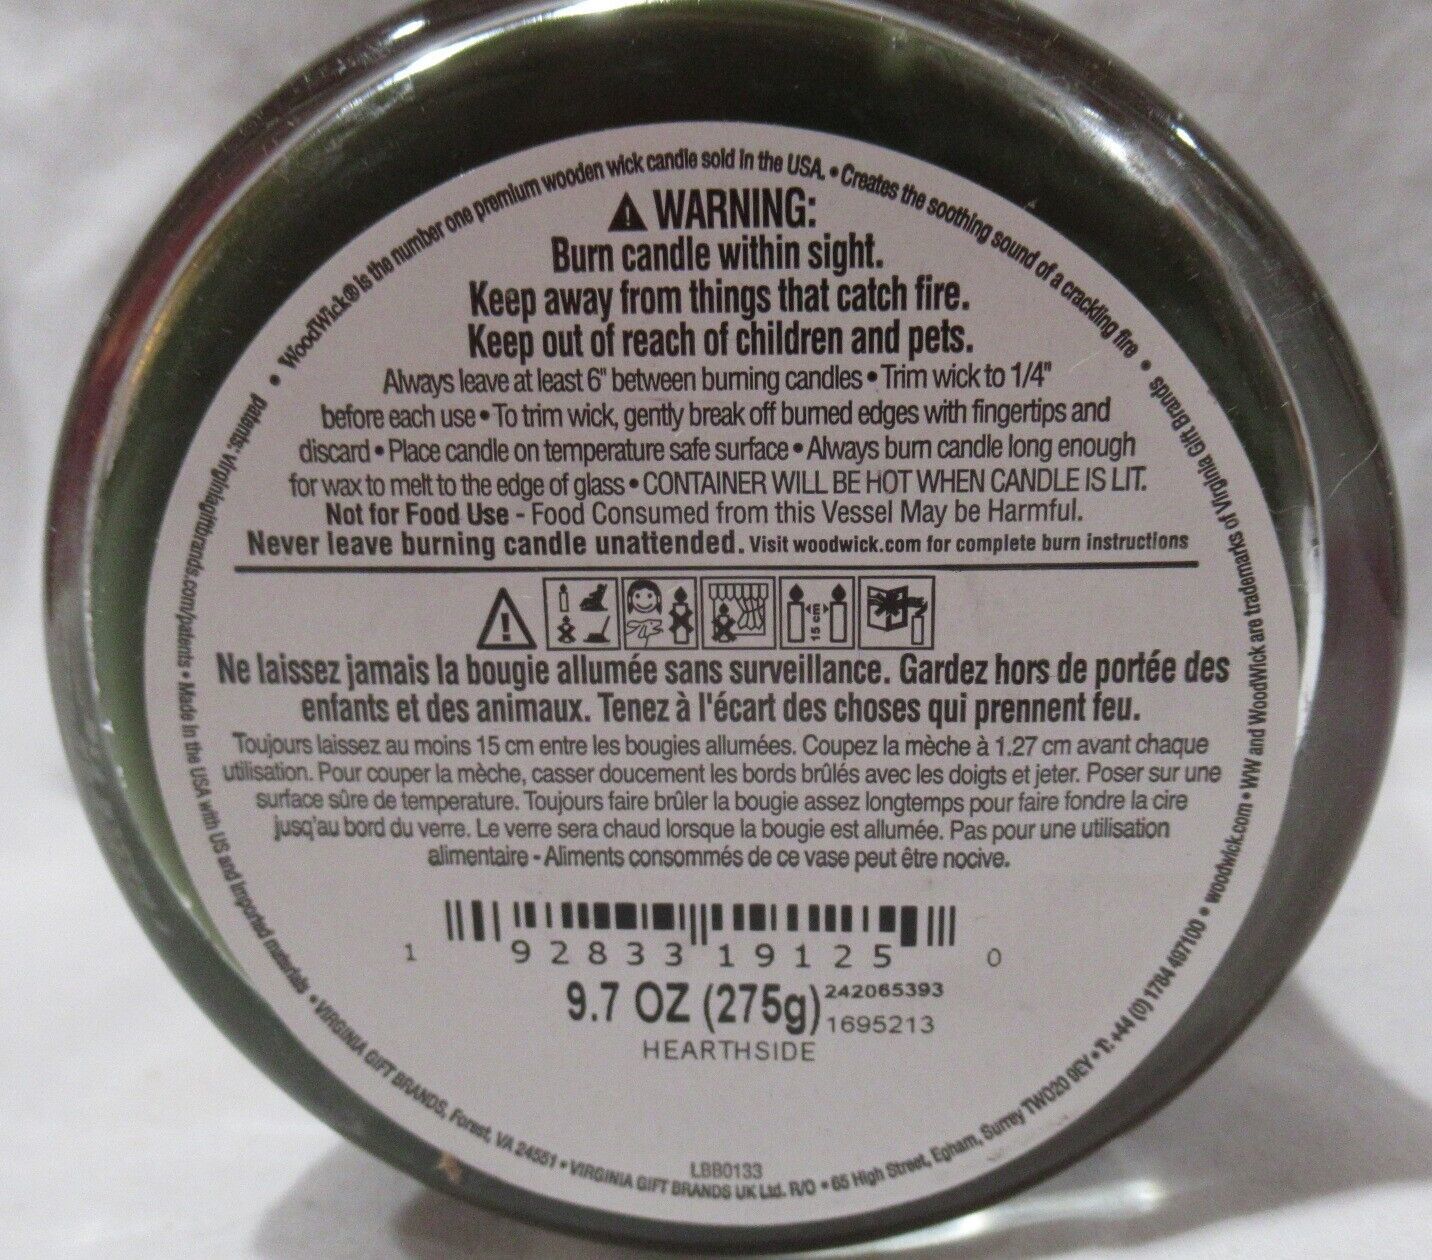 WoodWick® is the number one premium wooden wick candle sold in the USA. • Creates the soothing sound of a crackling fire •
⚠ WARNING:
Burn candle within sight.
Keep away from things that catch fire.
Keep out of reach of children and pets.
Always leave at least 6" between burning candles • Trim wick to 1/4"
before each use • To trim wick, gently break off burned edges with fingertips and
discard • Place candle on temperature safe surface • Always burn candle long enough
for wax to melt to the edge of glass • CONTAINER WILL BE HOT WHEN CANDLE IS LIT.
Not for Food Use - Food Consumed from this Vessel May be Harmful.
Never leave burning candle unattended. Visit woodwick.com for complete burn instructions
15 cm
Ne laissez jamais la bougie allumée sans surveillance. Gardez hors de portée des
enfants et des animaux. Tenez à l'écart des choses qui prennent feu.
Toujours laissez au moins 15 cm entre les bougies allumées. Coupez la mèche à 1.27 cm avant chaque
utilisation. Pour couper la mèche, casser doucement les bords brûlés avec les doigts et jeter. Poser sur une
surface sûre de temperature. Toujours faire brûler la bougie assez longtemps pour faire fondre la cire
jusqu'au bord du verre. Le verre sera chaud lorsque la bougie est allumée. Pas pour une utilisation
alimentaire - Aliments consommés de ce vase peut être nocive.
1 92833 19125 0
9.7 OZ (275g) 242065393
1695213
HEARTHSIDE
LBB0133
patents: virginiagiftbrands.com/patents • Made in the USA with US and imported materials • VIRGINIA GIFT BRANDS, Forest, VA 24551 • VIRGINIA GIFT BRANDS UK Ltd. R/O • 65 High Street, Egham, Surrey TW020 9EY • T: +44 (0) 1784 497100 • woodwick.com • WW and WoodWick are trademarks of Virginia Gift Brands